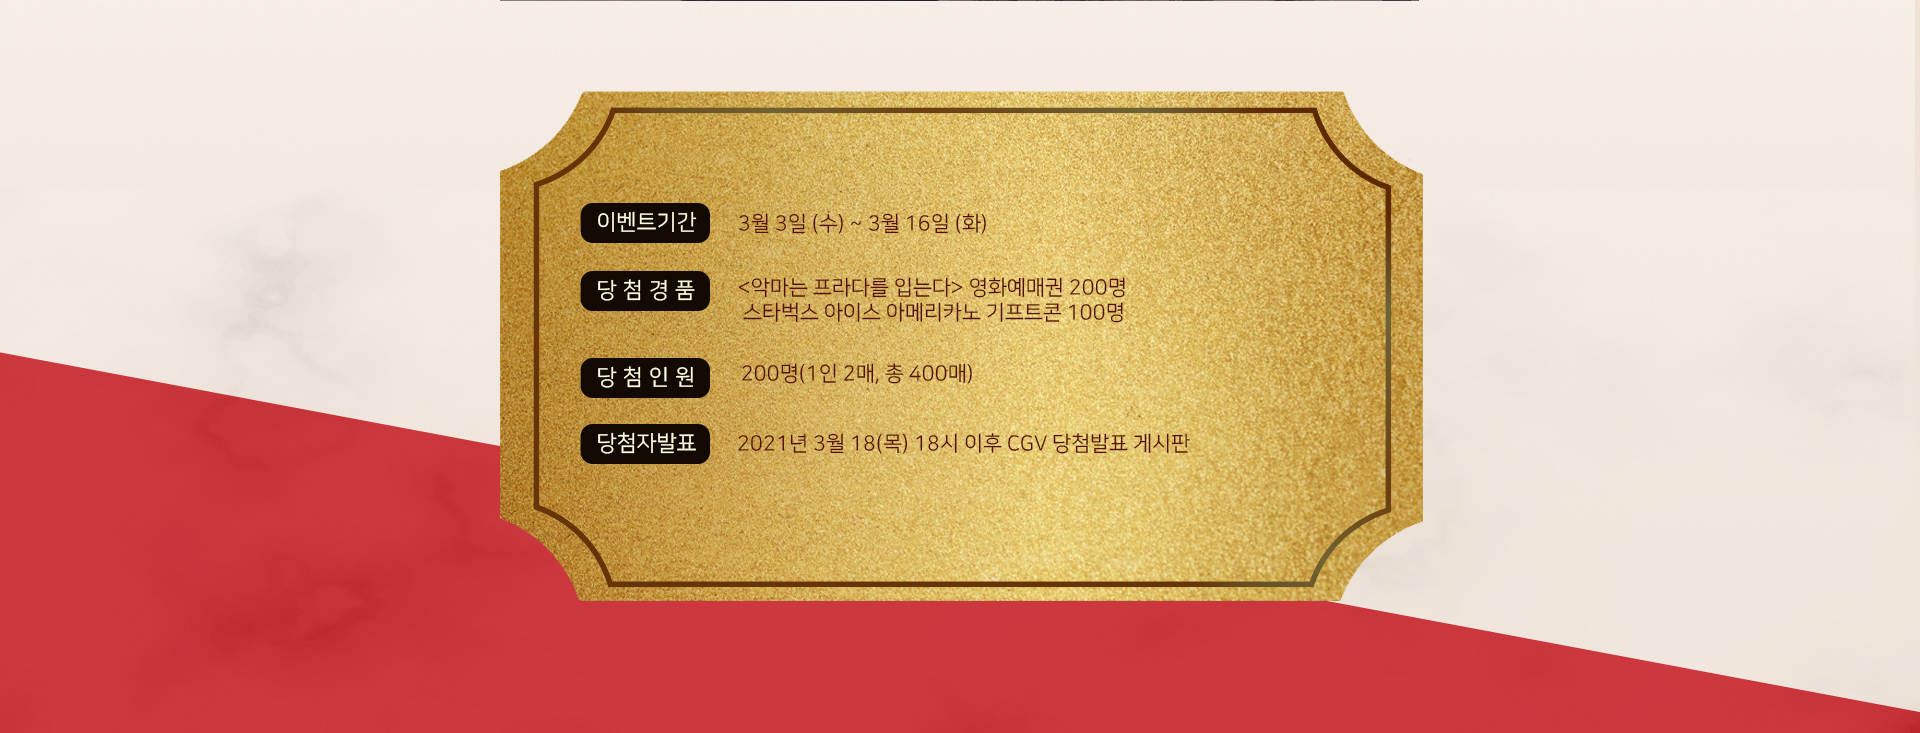 이벤트기간 3월 3일 (수) ~ 3월 16일 (화)
당 첨 경 품 <악마는 프라다를 입는다> 영화예매권 200명
스타벅스 아이스 아메리카노 기프트콘 100명
당 첨 인 원 200명(1인 2매, 총 400매)
당첨자발표 2021년 3월 18(목) 18시 이후 CGV 당첨발표 게시판